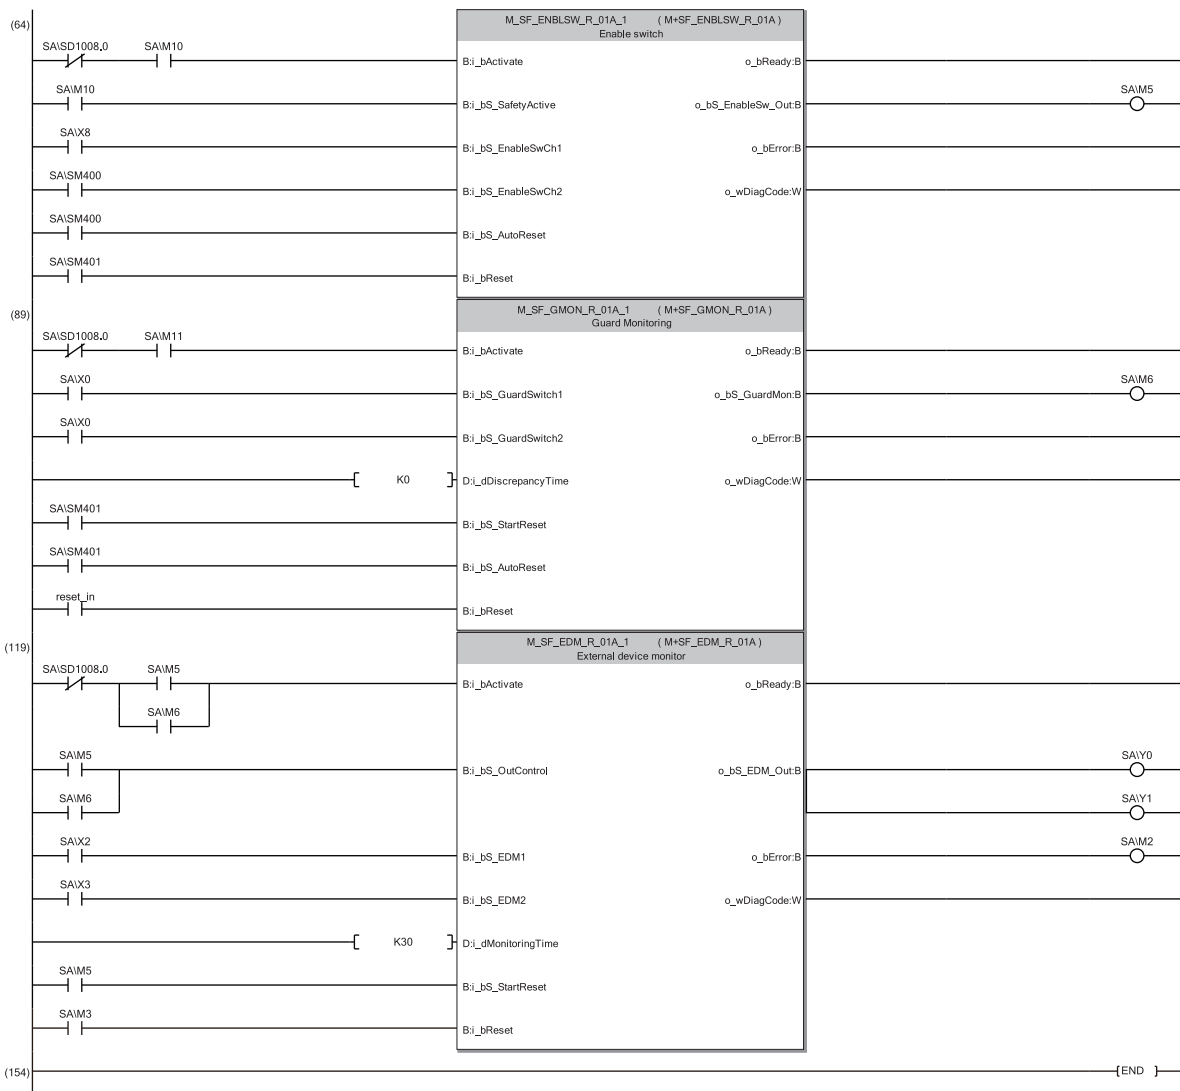 (64)
M_SF_ENBLSW_R_01A_1 ( M+SF_ENBLSW_R_01A )
Enable switch
SA\SD1008.0 SA\M10
B:i_bActivate o_bReady:B
SA\M10 SA\M5
B:i_bS_SafetyActive o_bS_EnableSw_Out:B
SA\X8
B:i_bS_EnableSwCh1 o_bError:B
SA\SM400
B:i_bS_EnableSwCh2 o_wDiagCode:W
SA\SM400
B:i_bS_AutoReset
SA\SM401
B:i_bReset
(89)
M_SF_GMON_R_01A_1 ( M+SF_GMON_R_01A )
Guard Monitoring
SA\SD1008.0 SA\M11
B:i_bActivate o_bReady:B
SA\X0 SA\M6
B:i_bS_GuardSwitch1 o_bS_GuardMon:B
SA\X0
B:i_bS_GuardSwitch2 o_bError:B
K0 D:i_dDiscrepancyTime o_wDiagCode:W
SA\SM401
B:i_bS_StartReset
SA\SM401
B:i_bS_AutoReset
reset_in
B:i_bReset
(119)
M_SF_EDM_R_01A_1 ( M+SF_EDM_R_01A )
External device monitor
SA\SD1008.0 SA\M5
B:i_bActivate o_bReady:B
SA\M6
SA\M5 SA\Y0
B:i_bS_OutControl o_bS_EDM_Out:B
SA\M6 SA\Y1
SA\X2 SA\M2
B:i_bS_EDM1 o_bError:B
SA\X3
B:i_bS_EDM2 o_wDiagCode:W
K30 D:i_dMonitoringTime
SA\M5
B:i_bS_StartReset
SA\M3
B:i_bReset
(154) END